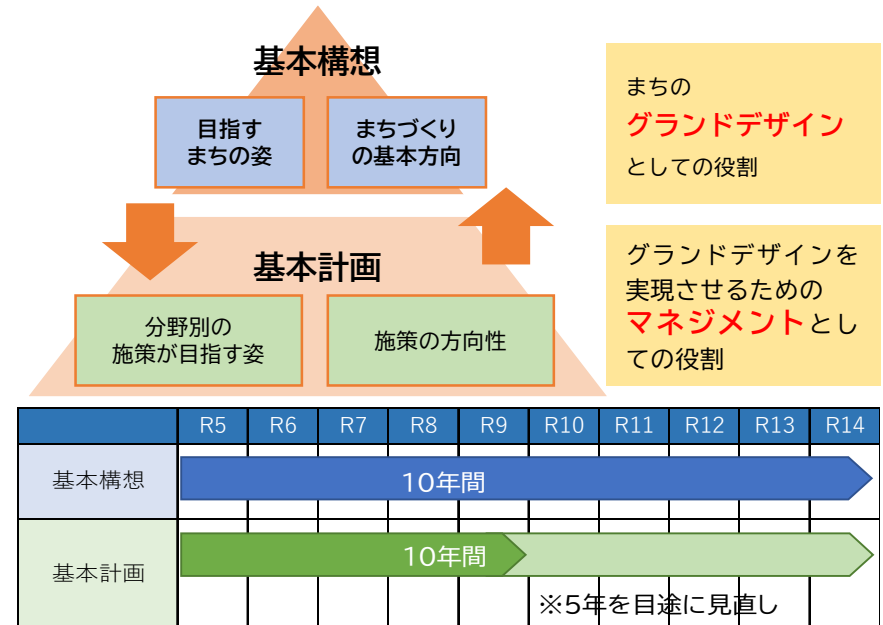 基本構想
目指す
まちの姿
まちづくり
の基本方向
まちの
グランドデザイン
としての役割
基本計画
分野別の
施策が目指す姿
施策の方向性
グランドデザインを
実現させるための
マネジメントとし
ての役割
R5 R6 R7 R8 R9 R10 R11 R12 R13 R14
基本構想 10年間
基本計画 10年間
※5年を目途に見直し